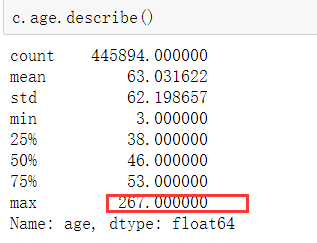 c.age.describe()
count 445894.000000
mean 63.031622
std 62.198657
min 3.000000
25% 38.000000
50% 46.000000
75% 53.000000
max 267.000000
Name: age, dtype: float64